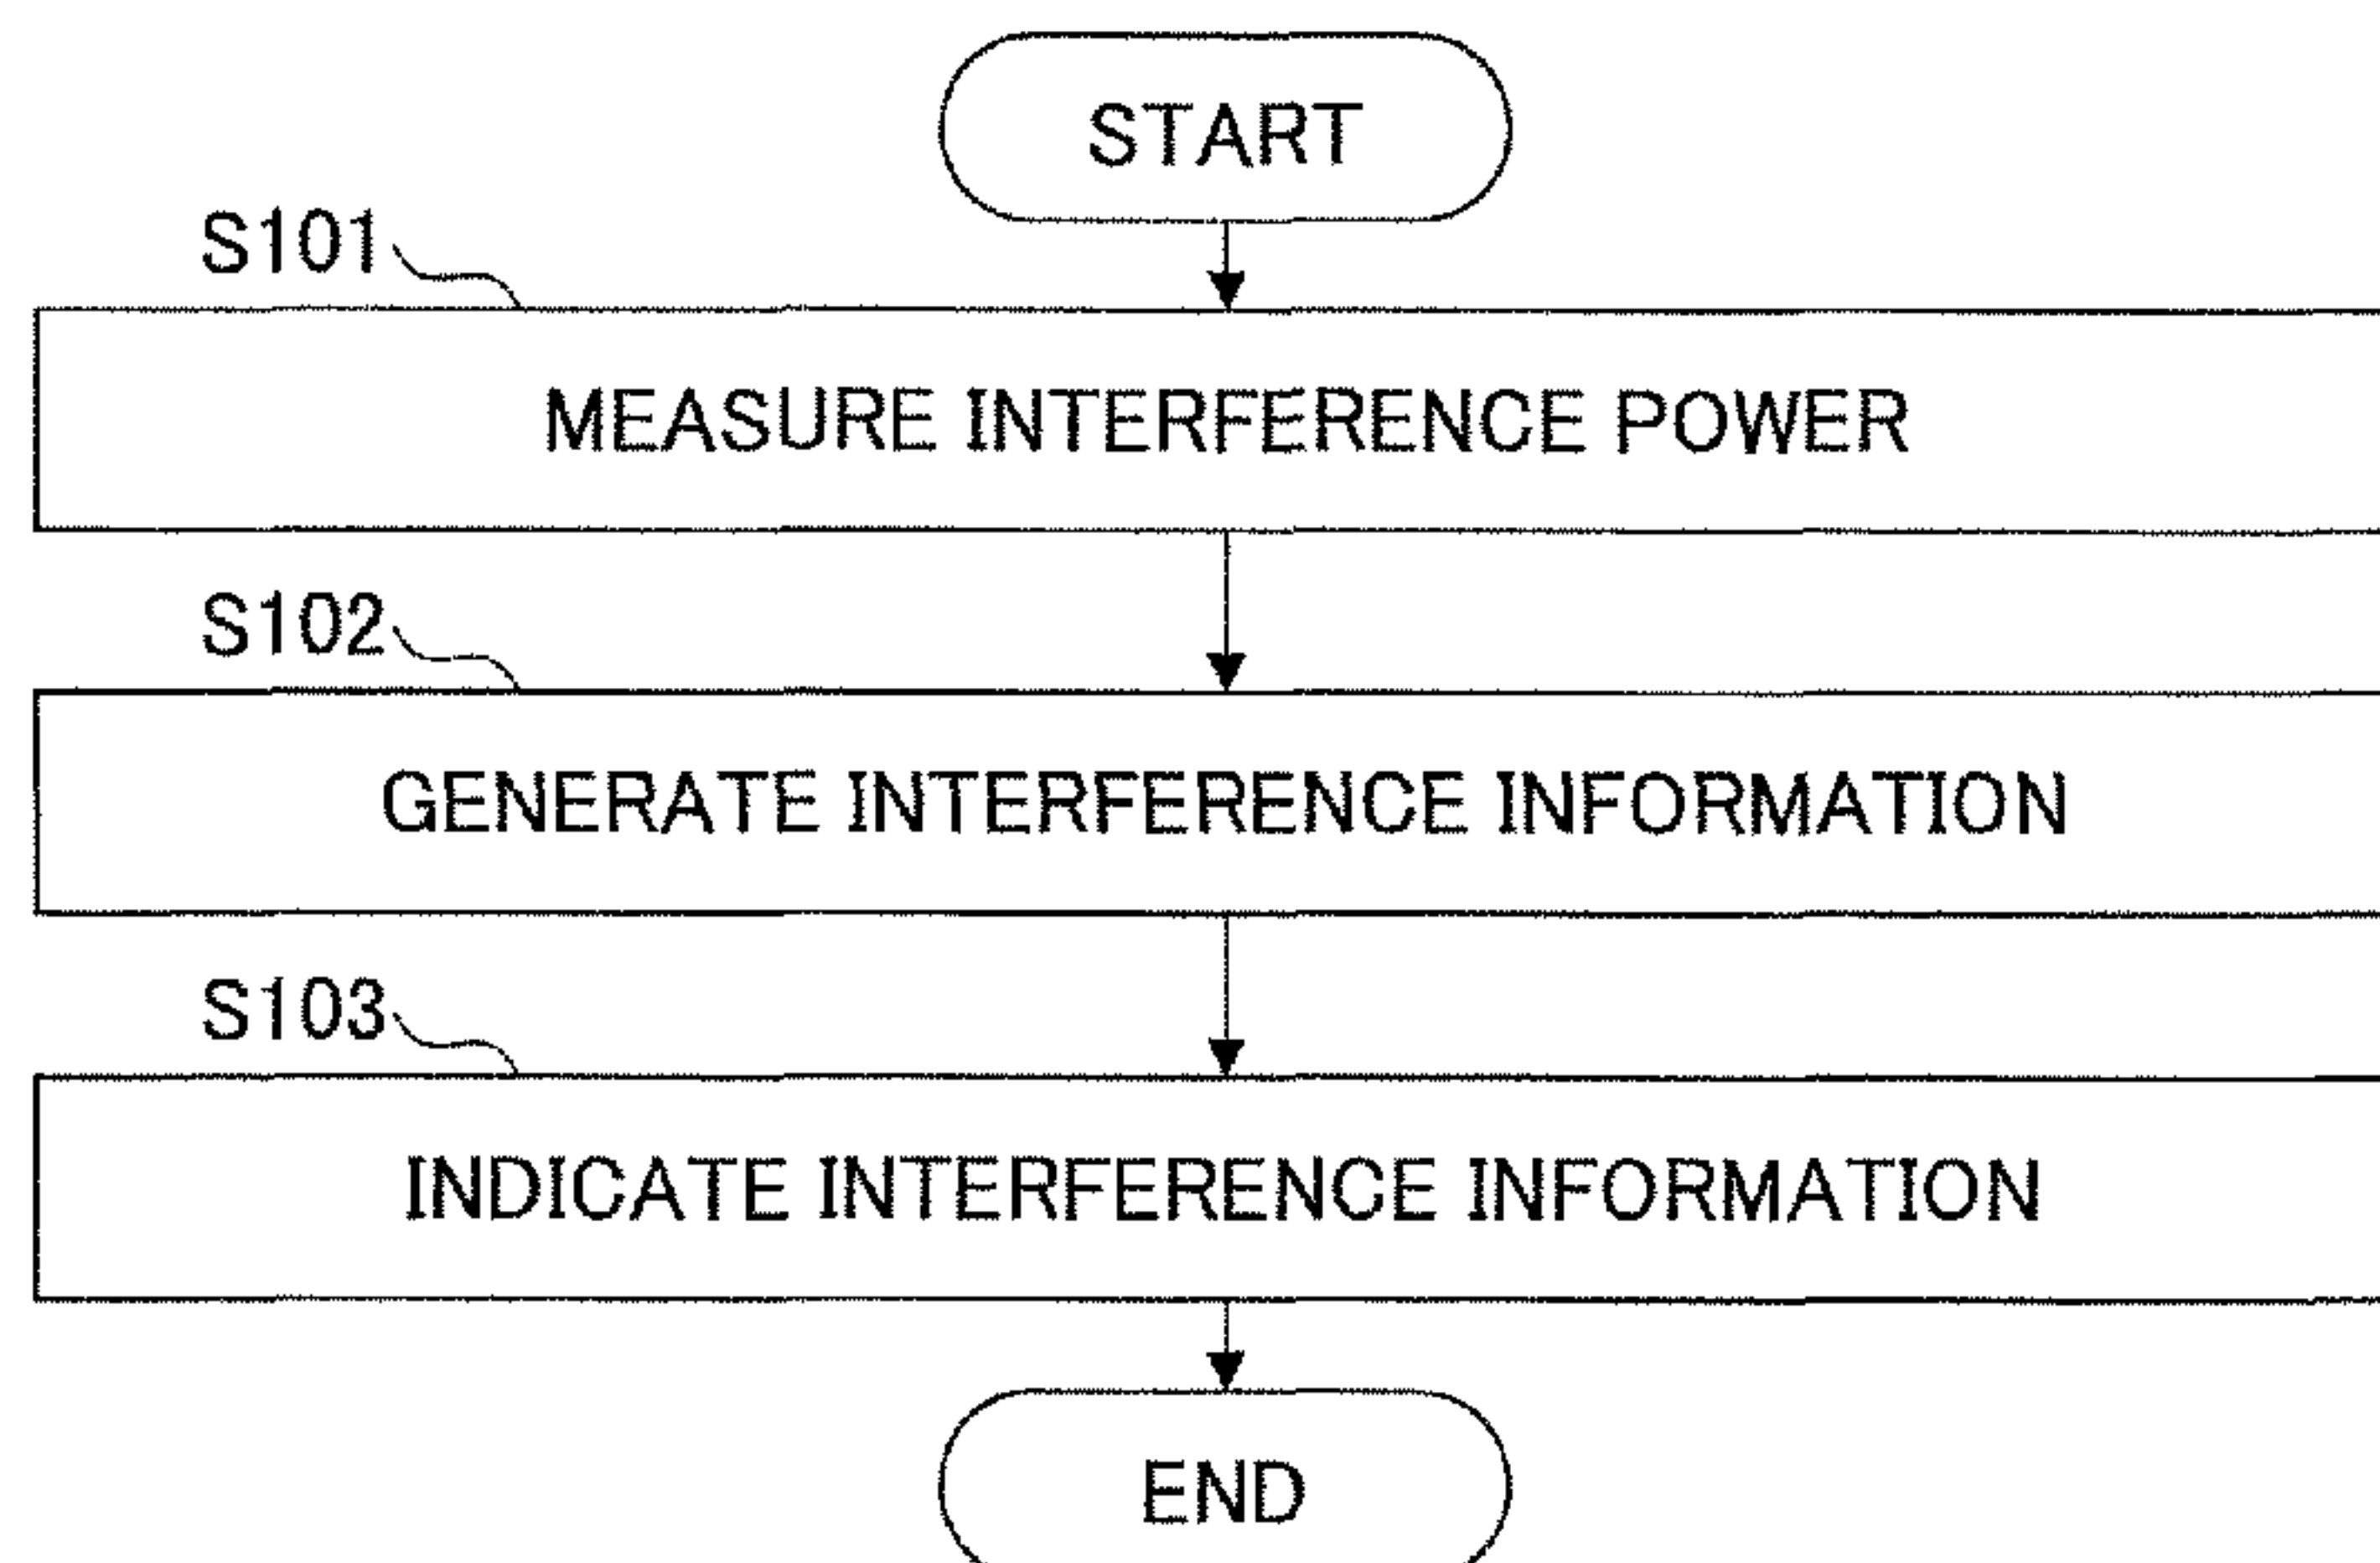 START
S101
MEASURE INTERFERENCE POWER
S102
GENERATE INTERFERENCE INFORMATION
S103
INDICATE INTERFERENCE INFORMATION
END